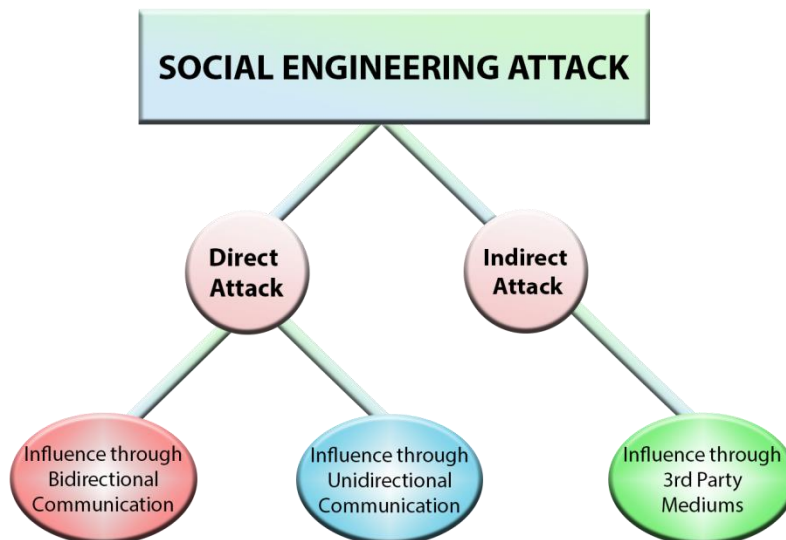 SOCIAL ENGINEERING ATTACK
Direct
Attack
Indirect
Attack
Influence through
Bidirectional
Communication
Influence through
Unidirectional
Communication
Influence through
3rd Party
Mediums